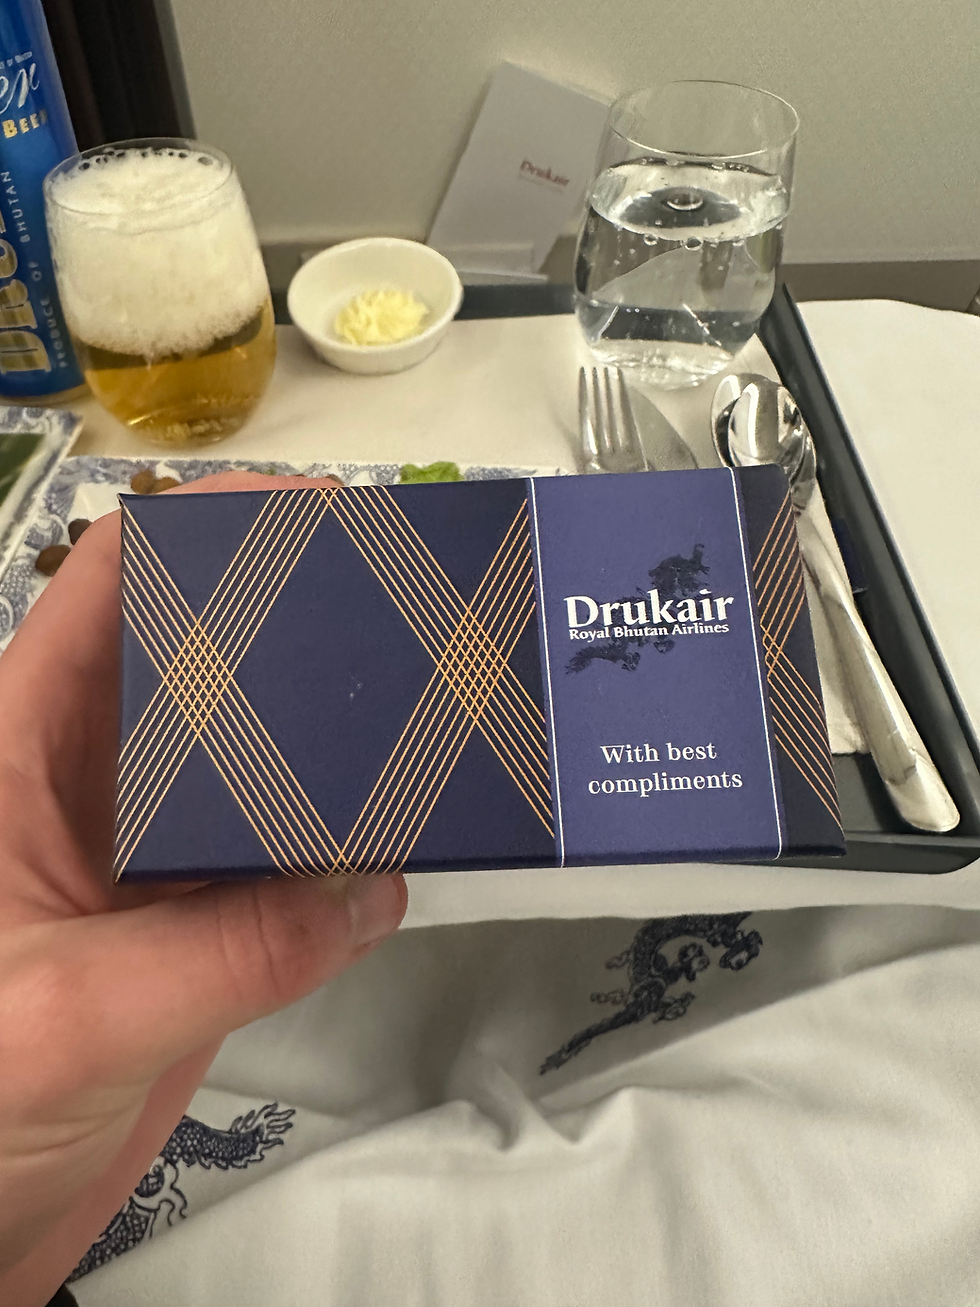 BEER
PRODUCE OF BHUTAN
Drukair
Drukair
Royal Bhutan Airlines
With best
compliments